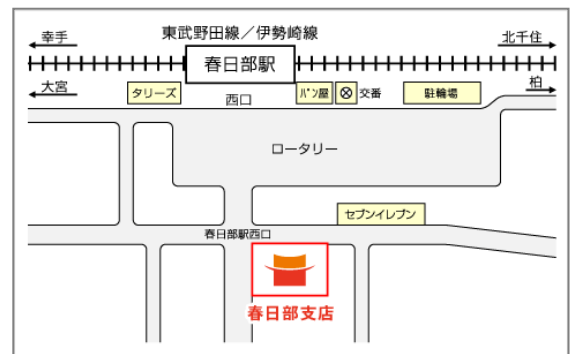 東武野田線／伊勢崎線
幸手
北千住
春日部駅
大宮
柏
タリーズ
西口
パン屋
交番
駐輪場
ロータリー
セブンイレブン
春日部駅西口
春日部支店